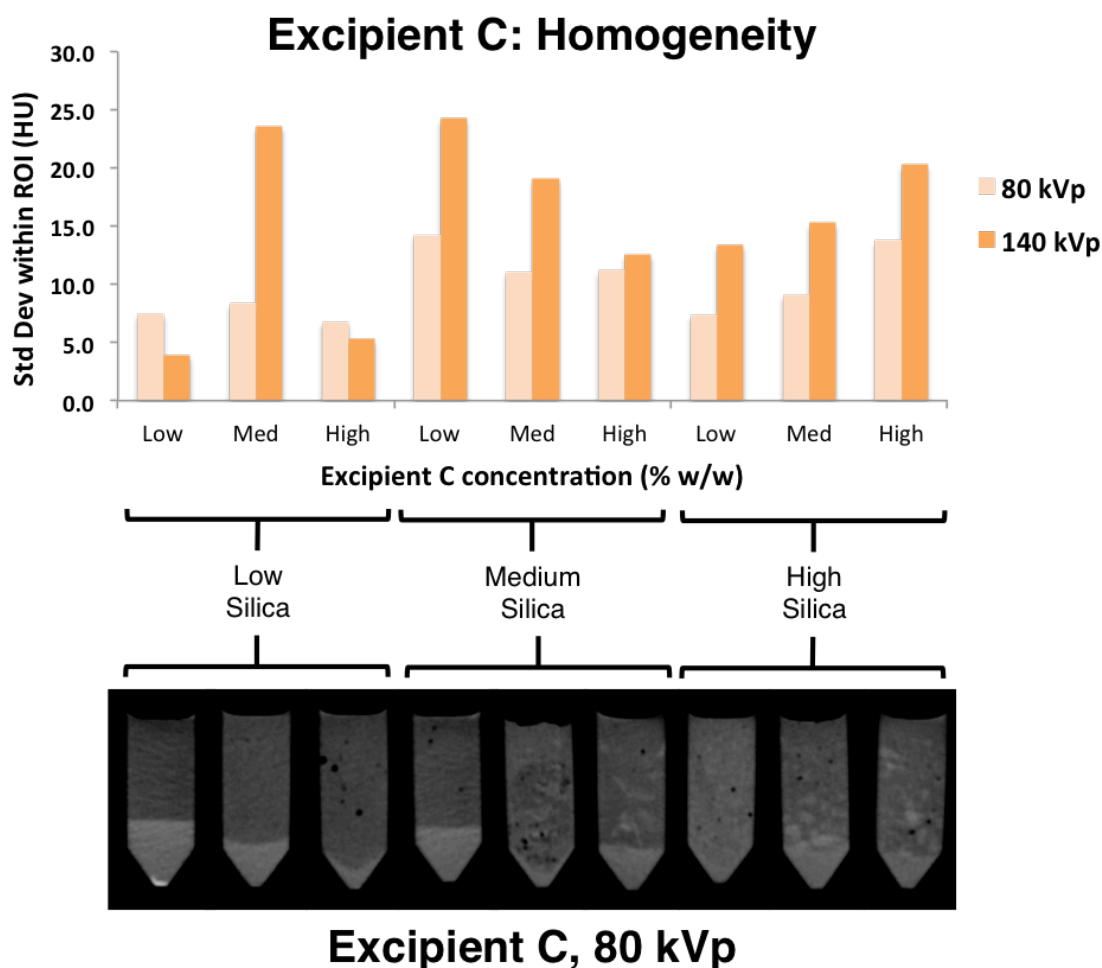 Excipient C: Homogeneity
30.0
25.0
20.0
15.0
10.0
5.0
0.0
Std Dev within ROI (HU)
80 kVp
140 kVp
Low Med High Low Med High Low Med High
Excipient C concentration (% w/w)
Low Silica
Medium Silica
High Silica
Excipient C, 80 kVp